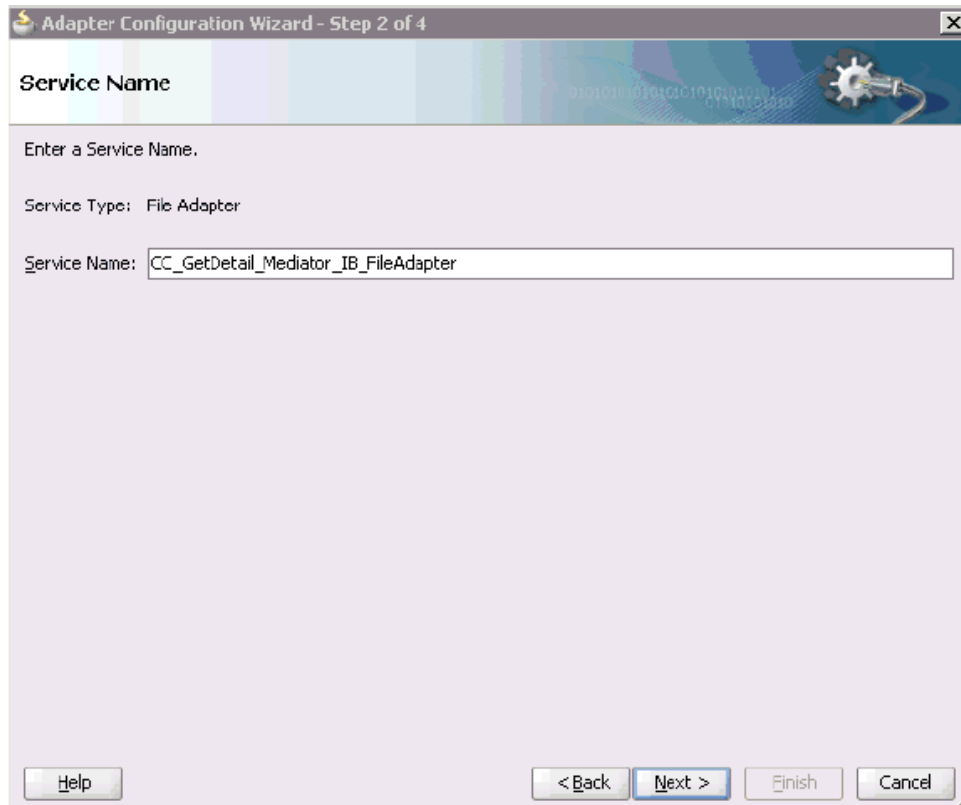 Adapter Configuration Wizard - Step 2 of 4
Service Name
Enter a Service Name.
Service Type: File Adapter
Service Name: CC_GetDetail_Mediator_IB_FileAdapter
Help < Back Next > Finish Cancel